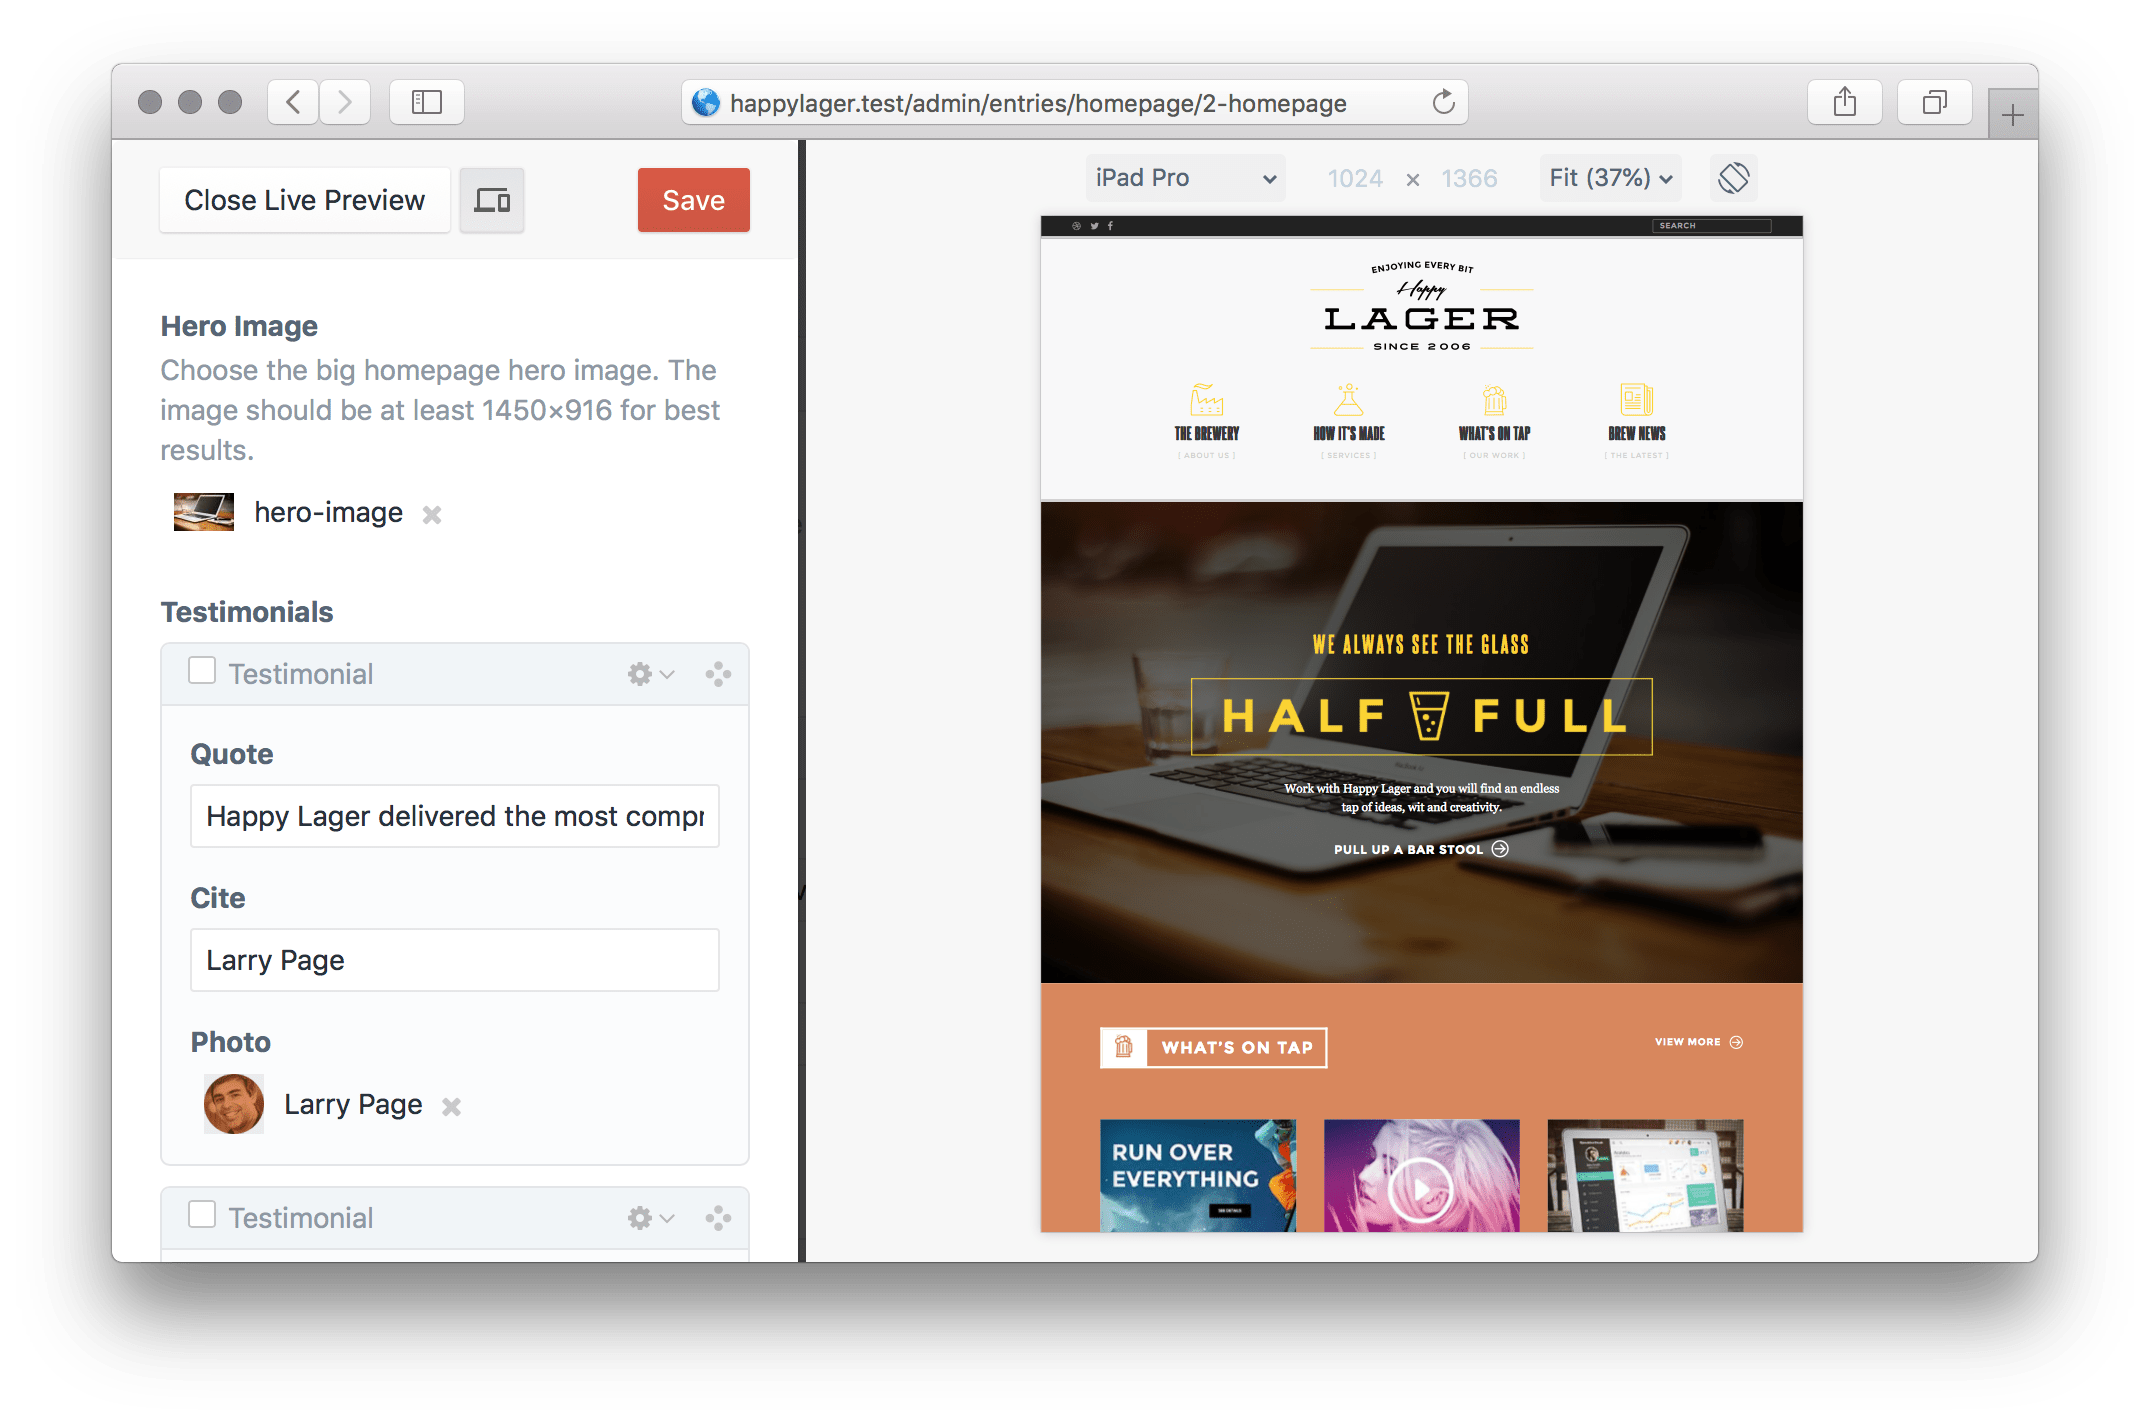 happylager.test/admin/entries/homepage/2-homepage
Close Live Preview
Save
Hero Image
Choose the big homepage hero image. The
image should be at least 1450×916 for best
results.
hero-image
Testimonials
Testimonial
Quote
Happy Lager delivered the most compr
Cite
Larry Page
Photo
Larry Page
Testimonial
iPad Pro
1024 × 1366
Fit (37%)
SEARCH
ENJOYING EVERY BIT
Happy
LAGER
SINCE 2006
THE BREWERY
[ ABOUT US ]
HOW IT'S MADE
[ SERVICES ]
WHAT'S ON TAP
[ OUR WORK ]
BREW NEWS
[ THE LATEST ]
WE ALWAYS SEE THE GLASS
HALF FULL
Work with Happy Lager and you will find an endless
tap of ideas, wit and creativity.
PULL UP A BAR STOOL
WHAT'S ON TAP
VIEW MORE
RUN OVER
EVERYTHING